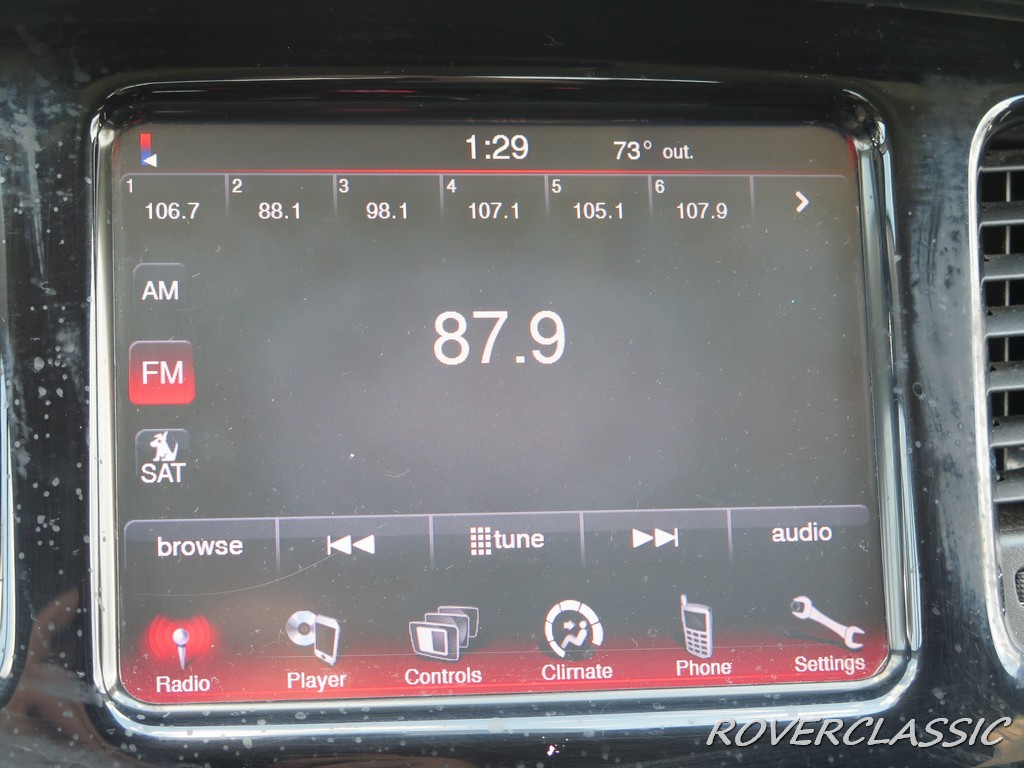 1:29 73° out.
1 2 3 4 5 6
106.7 88.1 98.1 107.1 105.1 107.9
AM
87.9
FM
SAT
browse tune audio
Radio Player Controls Climate Phone Settings
ROVERCLASSIC